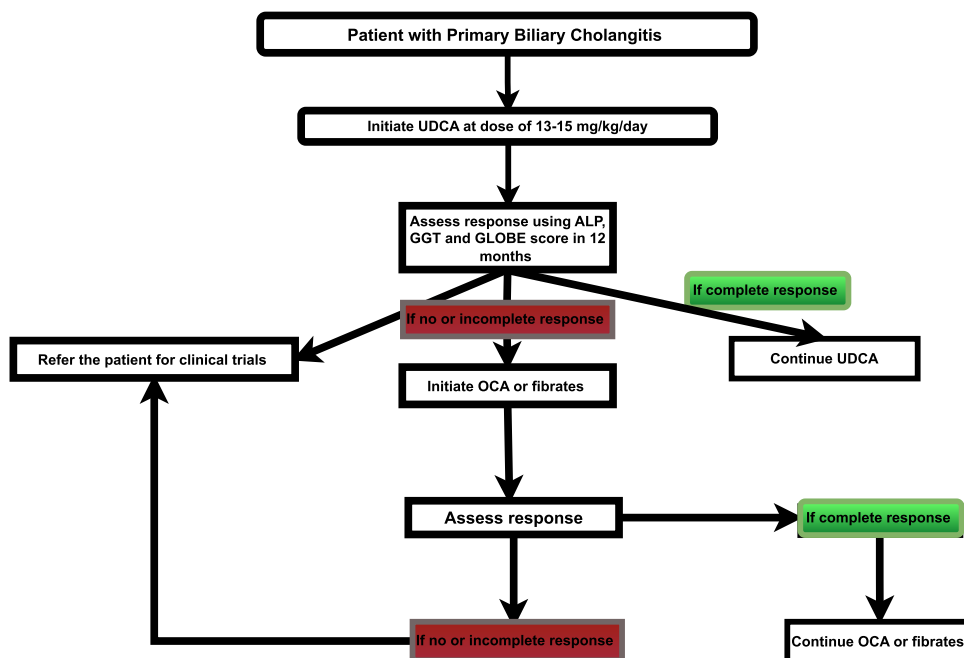 Patient with Primary Biliary Cholangitis
Initiate UDCA at dose of 13-15 mg/kg/day
Assess response using ALP,
GGT and GLOBE score in 12
months
If complete response
If no or incomplete response
Refer the patient for clinical trials
Continue UDCA
Initiate OCA or fibrates
Assess response
If complete response
If no or incomplete response
Continue OCA or fibrates